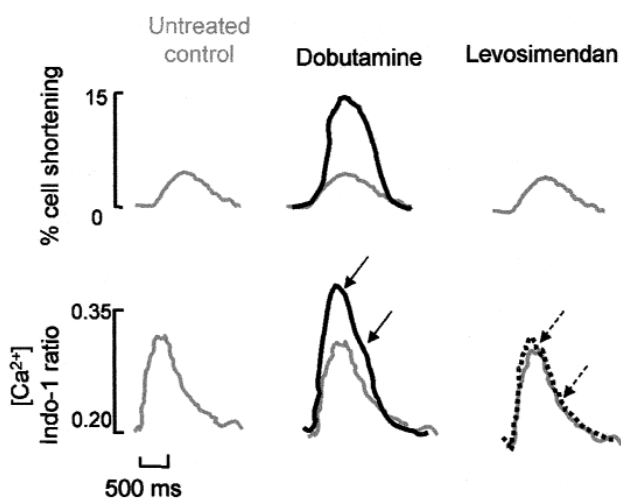 Untreated
control
Dobutamine
Levosimendan
% cell shortening
15
0
[Ca²⁺]
Indo-1 ratio
0.35
0.20
500 ms